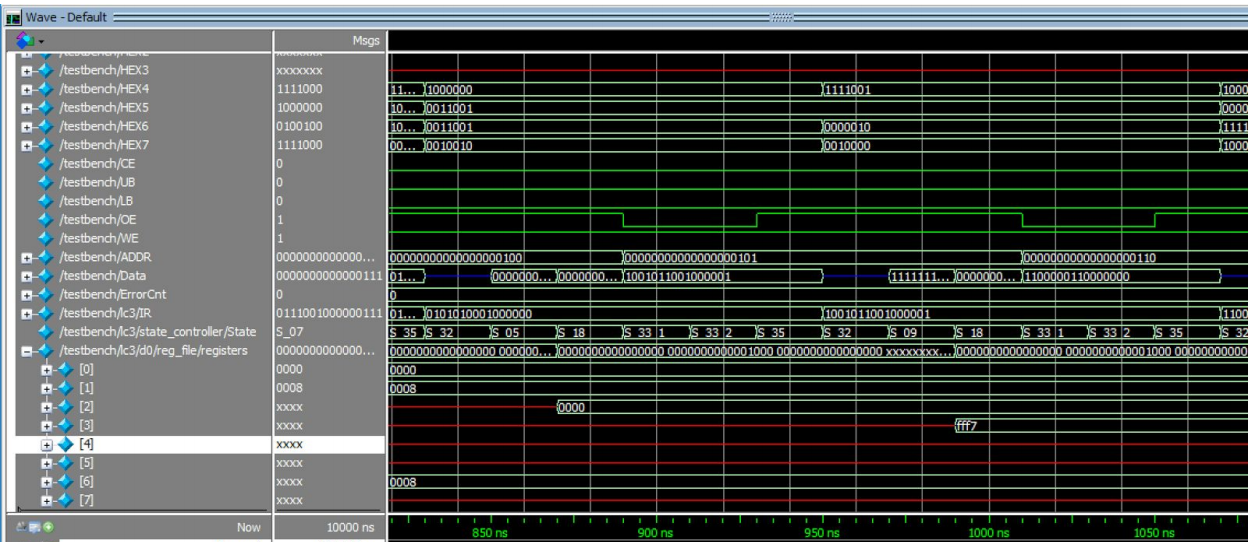 Wave - Default
Msgs
/testbench/HEX3 xxxxxxx
/testbench/HEX4 1111000 11... 1000000 1111001 1000
/testbench/HEX5 1000000 10... 0011001 0000
/testbench/HEX6 0100100 10... 0011001 0000010 1111
/testbench/HEX7 1111000 00... 0010010 0010000 1000
/testbench/CE 0
/testbench/UB 0
/testbench/LB 0
/testbench/OE 1
/testbench/WE 1
/testbench/ADDR 0000000000000... 00000000000000000100 00000000000000000101 00000000000000000110
/testbench/Data 0000000000000111 01... 0000000... 0000000... 1001011001000001 1111111... 0000000... 1100000110000000
/testbench/ErrorCnt 0 0
/testbench/lc3/IR 0111001000000111 01... 0101010001000000 1001011001000001 1100
/testbench/lc3/state_controller/State S_07 S_35 S_32 S_05 S_18 S_33_1 S_33_2 S_35 S_32 S_09 S_18 S_33_1 S_33_2 S_35 S_32
/testbench/lc3/d0/reg_file/registers 0000000000000... 0000000000000000 000000... 0000000000000000 0000000000001000 0000000000000000 xxxxxxxx... 0000000000000000 0000000000001000 00000000000
[0] 0000 0000
[1] 0008 0008
[2] xxxx 0000
[3] xxxx fff7
[4] xxxx
[5] xxxx
[6] 0008 0008
[7] xxxx
Now 10000 ns 850 ns 900 ns 950 ns 1000 ns 1050 ns